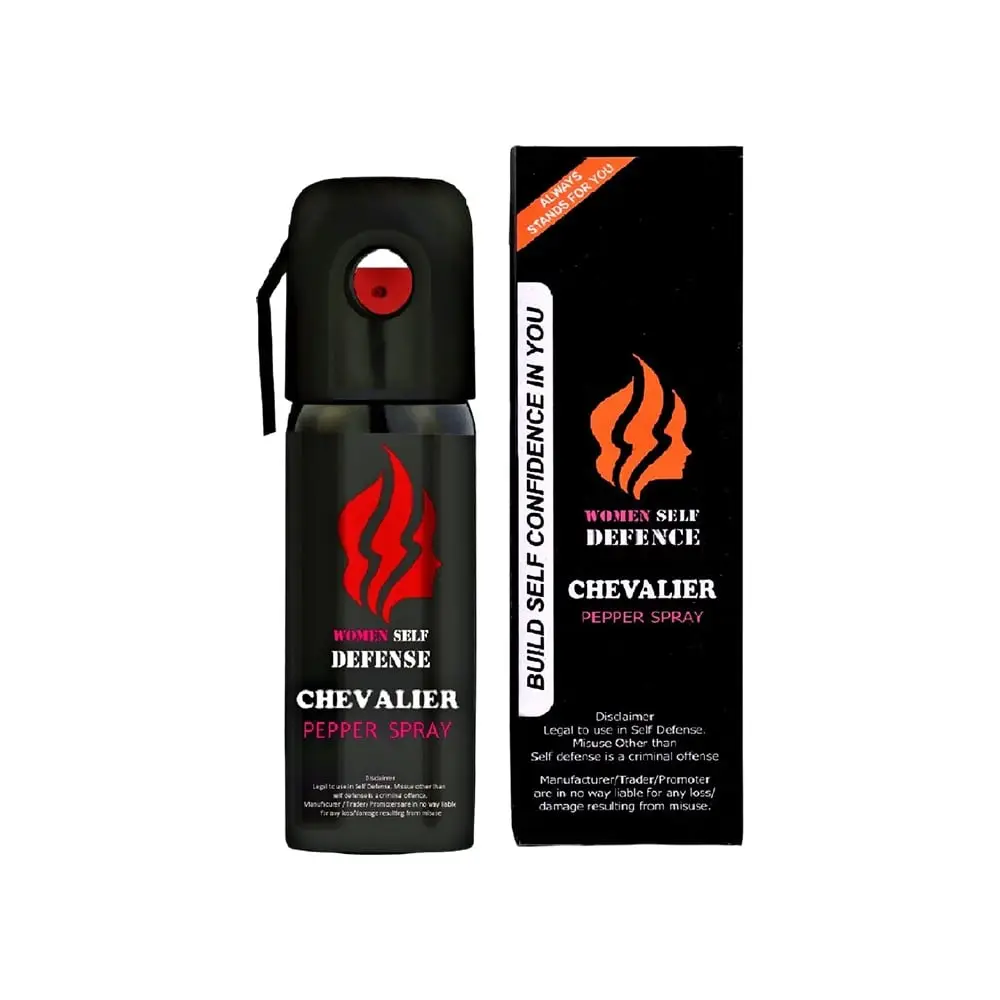 WOMEN SELF
DEFENSE
CHEVALIER
PEPPER SPRAY
Disclaimer
Legal to use in Self Defense. Misuse other than
self defense is a criminal offence.
Manufacturer / Trader/ Promoters are in no way liable
for any loss/damage resulting from misuse
ALWAYS
STANDS FOR YOU
BUILD SELF CONFIDENCE IN YOU
WOMEN SELF
DEFENCE
CHEVALIER
PEPPER SPRAY
Disclaimer
Legal to use in Self Defense.
Misuse Other than
Self defense is a criminal offense
Manufacturer/Trader/Promoter
are in no way liable for any loss/
damage resulting from misuse.